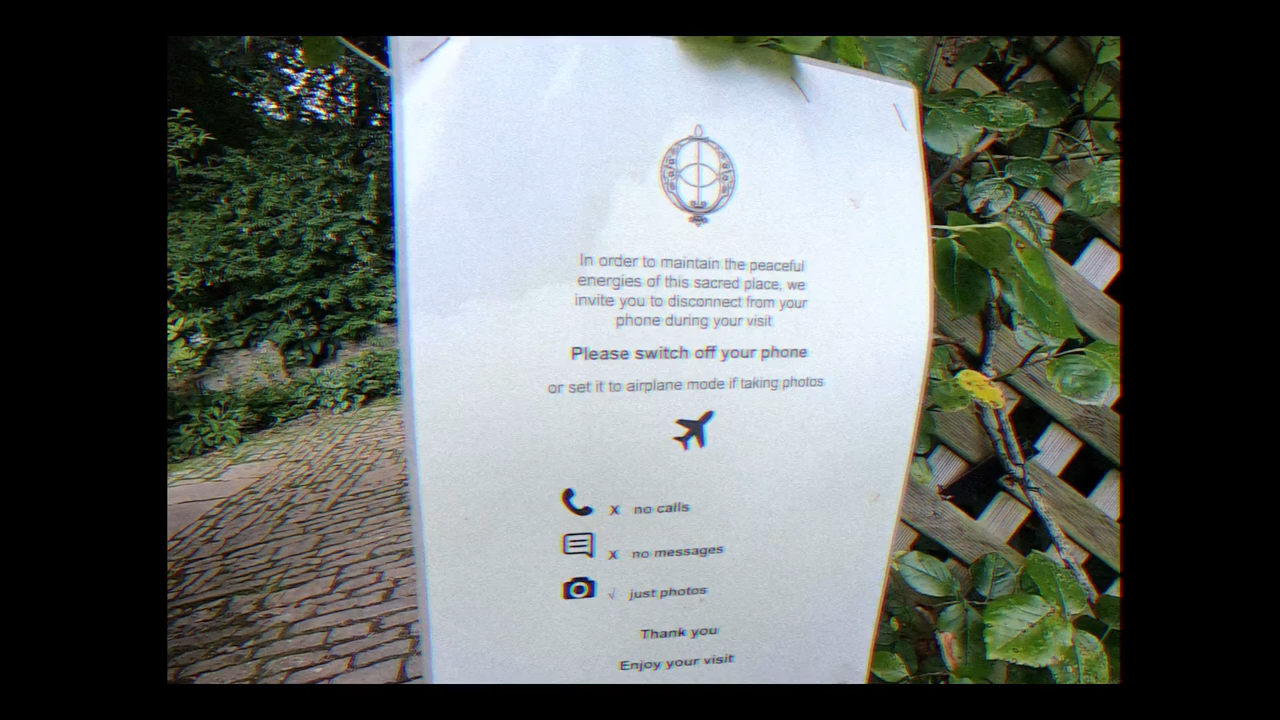 In order to maintain the peaceful
energies of this sacred place, we
invite you to disconnect from your
phone during your visit
Please switch off your phone
or set it to airplane mode if taking photos
x no calls
x no messages
√ just photos
Thank you
Enjoy your visit